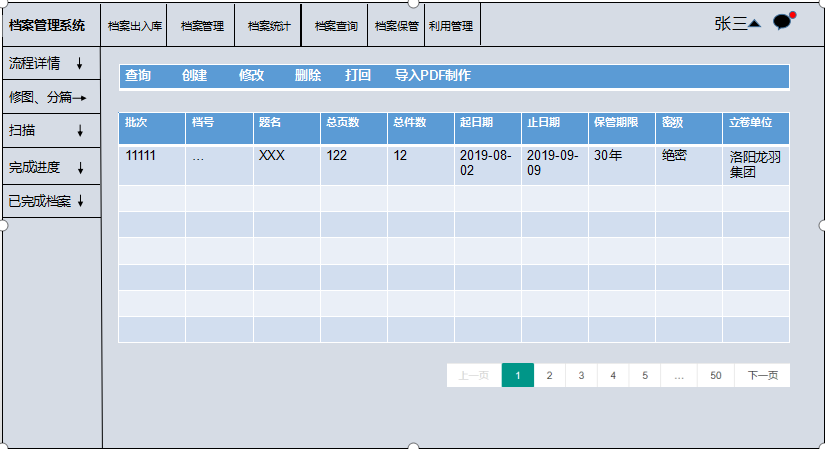 档案管理系统 档案出入库 档案管理 档案统计 档案查询 档案保管 利用管理 张三
流程详情
修图、分篇
扫描
完成进度
已完成档案
查询 创建 修改 删除 打回 导入PDF制作
批次 档号 题名 总页数 总件数 起日期 止日期 保管期限 密级 立卷单位
11111 ... XXX 122 12 2019-08- 2019-09- 30年 绝密 洛阳龙羽
02 09 集团
上一页 1 2 3 4 5 ... 50 下一页